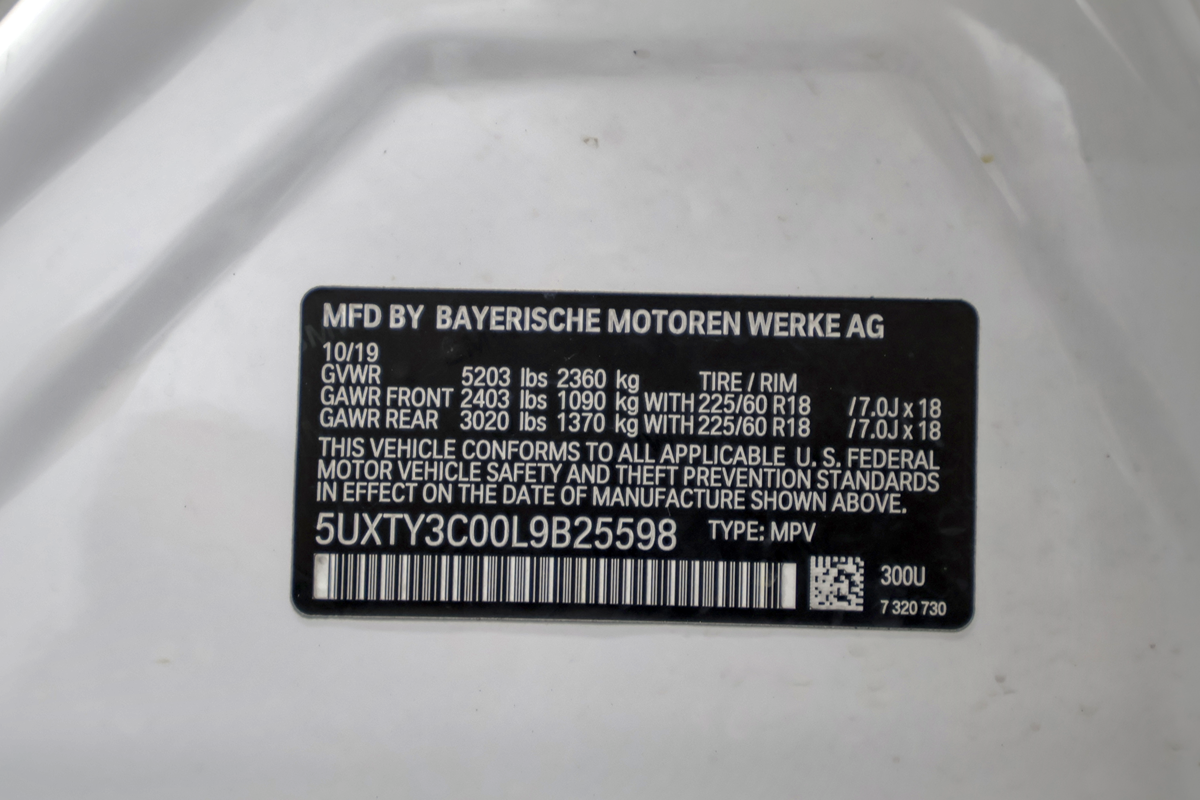 MFD BY BAYERISCHE MOTOREN WERKE AG
10/19
GVWR 5203 lbs 2360 kg TIRE / RIM
GAWR FRONT 2403 lbs 1090 kg WITH 225/60 R18 / 7.0J x 18
GAWR REAR 3020 lbs 1370 kg WITH 225/60 R18 / 7.0J x 18
THIS VEHICLE CONFORMS TO ALL APPLICABLE U. S. FEDERAL
MOTOR VEHICLE SAFETY AND THEFT PREVENTION STANDARDS
IN EFFECT ON THE DATE OF MANUFACTURE SHOWN ABOVE.
5UXTY3C00L9B25598 TYPE: MPV
300U
7 320 730